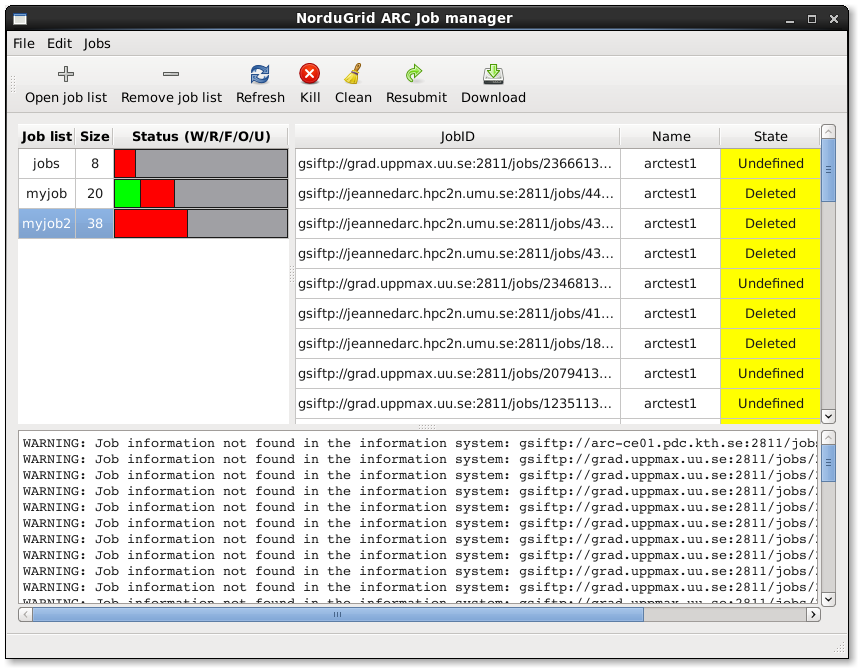 NorduGrid ARC Job manager
File Edit Jobs
Open job list Remove job list Refresh Kill Clean Resubmit Download
Job list Size Status (W/R/F/O/U) JobID Name State
jobs 8 gsiftp://grad.uppmax.uu.se:2811/jobs/2366613... arctest1 Undefined
myjob 20 gsiftp://jeannedarc.hpc2n.umu.se:2811/jobs/44... arctest1 Deleted
myjob2 38 gsiftp://jeannedarc.hpc2n.umu.se:2811/jobs/43... arctest1 Deleted
gsiftp://jeannedarc.hpc2n.umu.se:2811/jobs/43... arctest1 Deleted
gsiftp://grad.uppmax.uu.se:2811/jobs/2346813... arctest1 Undefined
gsiftp://jeannedarc.hpc2n.umu.se:2811/jobs/41... arctest1 Deleted
gsiftp://jeannedarc.hpc2n.umu.se:2811/jobs/18... arctest1 Deleted
gsiftp://grad.uppmax.uu.se:2811/jobs/2079413... arctest1 Undefined
gsiftp://grad.uppmax.uu.se:2811/jobs/1235113... arctest1 Undefined
WARNING: Job information not found in the information system: gsiftp://arc-ce01.pdc.kth.se:2811/jobs
WARNING: Job information not found in the information system: gsiftp://grad.uppmax.uu.se:2811/jobs/
WARNING: Job information not found in the information system: gsiftp://grad.uppmax.uu.se:2811/jobs/
WARNING: Job information not found in the information system: gsiftp://grad.uppmax.uu.se:2811/jobs/
WARNING: Job information not found in the information system: gsiftp://grad.uppmax.uu.se:2811/jobs/
WARNING: Job information not found in the information system: gsiftp://grad.uppmax.uu.se:2811/jobs/
WARNING: Job information not found in the information system: gsiftp://grad.uppmax.uu.se:2811/jobs/
WARNING: Job information not found in the information system: gsiftp://grad.uppmax.uu.se:2811/jobs/
WARNING: Job information not found in the information system: gsiftp://grad.uppmax.uu.se:2811/jobs/
WARNING: Job information not found in the information system: gsiftp://grad.uppmax.uu.se:2811/jobs/
WARNING: Job information not found in the information system: gsiftp://grad.uppmax.uu.se:2811/jobs/